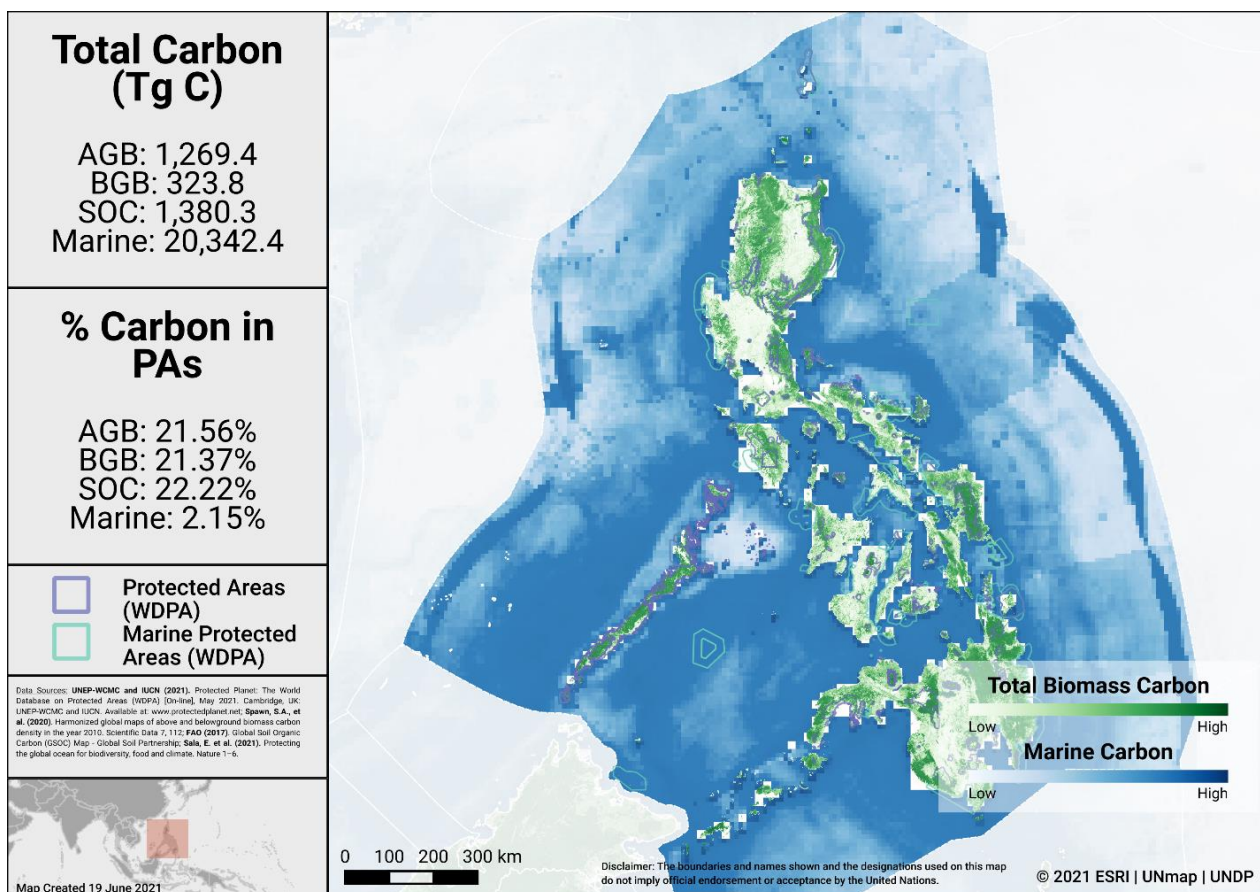 Total Carbon
(Tg C)
AGB: 1,269.4
BGB: 323.8
SOC: 1,380.3
Marine: 20,342.4
% Carbon in
PAs
AGB: 21.56%
BGB: 21.37%
SOC: 22.22%
Marine: 2.15%
Protected Areas
(WDPA)
Marine Protected
Areas (WDPA)
Data Sources: UNEP-WCMC and IUCN (2021). Protected Planet: The World
Database on Protected Areas (WDPA) [On-line], May 2021. Cambridge, UK:
UNEP-WCMC and IUCN. Available at: www.protectedplanet.net; Spawn, S.A., et
al. (2020). Harmonized global maps of above and belowground biomass carbon
density in the year 2010. Scientific Data 7, 112; FAO (2017). Global Soil Organic
Carbon (GSOC) Map - Global Soil Partnership; Sala, E. et al. (2021). Protecting
the global ocean for biodiversity, food and climate. Nature 1–6.
Map Created 19 June 2021
Total Biomass Carbon
Low High
Marine Carbon
Low High
0 100 200 300 km
Disclaimer: The boundaries and names shown and the designations used on this map
do not imply official endorsement or acceptance by the United Nations.
© 2021 ESRI | UNmap | UNDP